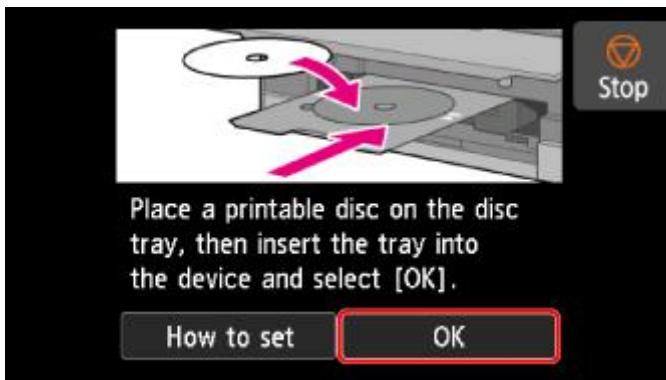 Stop
Place a printable disc on the disc
tray, then insert the tray into
the device and select [OK].
How to set
OK